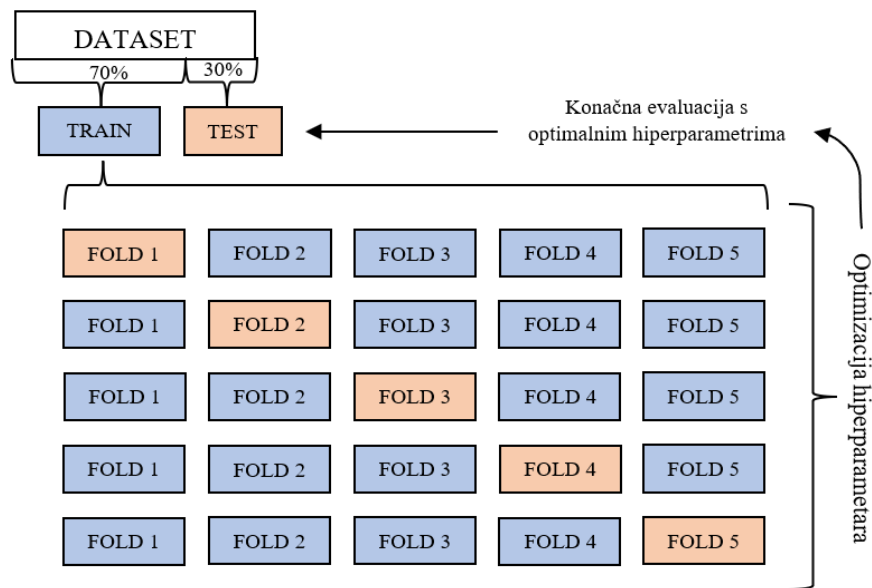 DATASET
70%
30%
TRAIN
TEST
Konačna evaluacija s
optimalnim hiperparametrima
FOLD 1
FOLD 2
FOLD 3
FOLD 4
FOLD 5
FOLD 1
FOLD 2
FOLD 3
FOLD 4
FOLD 5
FOLD 1
FOLD 2
FOLD 3
FOLD 4
FOLD 5
FOLD 1
FOLD 2
FOLD 3
FOLD 4
FOLD 5
FOLD 1
FOLD 2
FOLD 3
FOLD 4
FOLD 5
Optimizacija hiperparametara